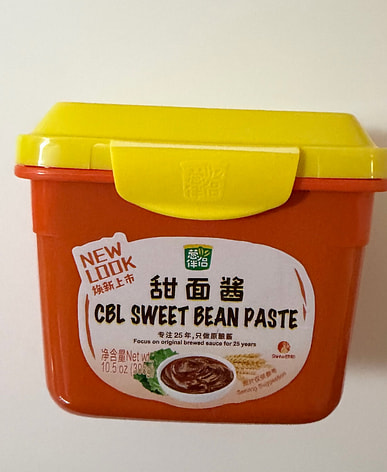 葱伴侣
NEW
LOOK
焕新上市
甜面酱
CBL SWEET BEAN PASTE
专注25年,只做原酿酱
Focus on original brewed sauce for 25 years
净含量Net
10.5 oz
Serving Suggestion